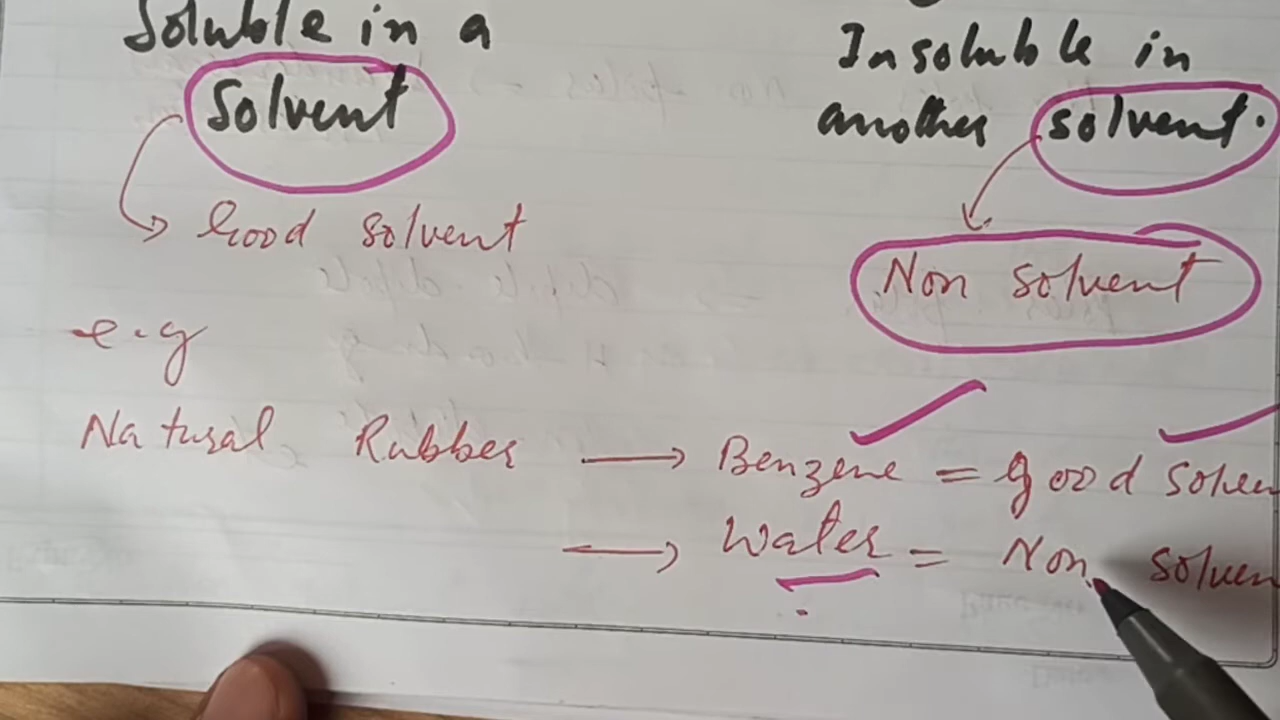 Soluble in a
Solvent
Good solvent
Insoluble in
another solvent.
Non solvent
e.g
Natural Rubber → Benzene = good solven
→ Water = Non solven